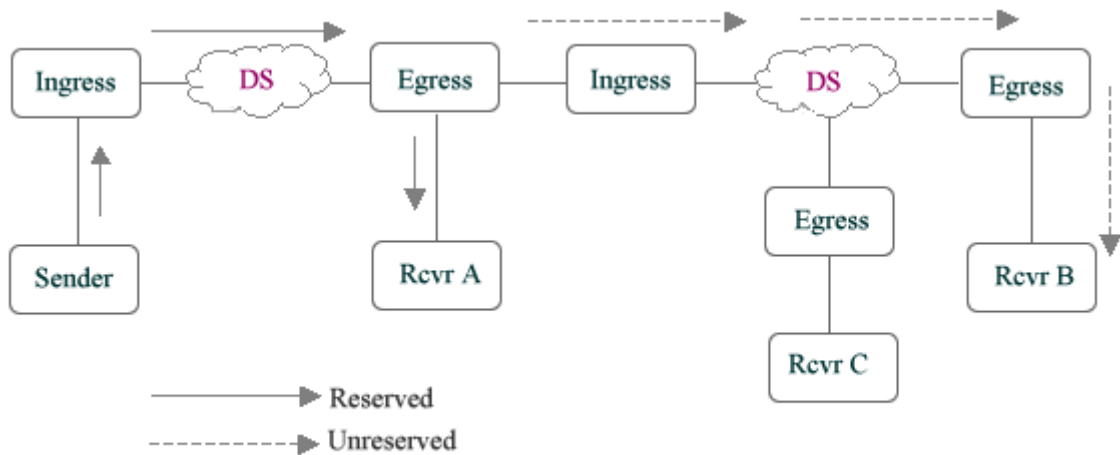 Ingress
DS
Egress
Ingress
DS
Egress
Egress
Sender
Rcvr A
Rcvr B
Rcvr C
Reserved
Unreserved